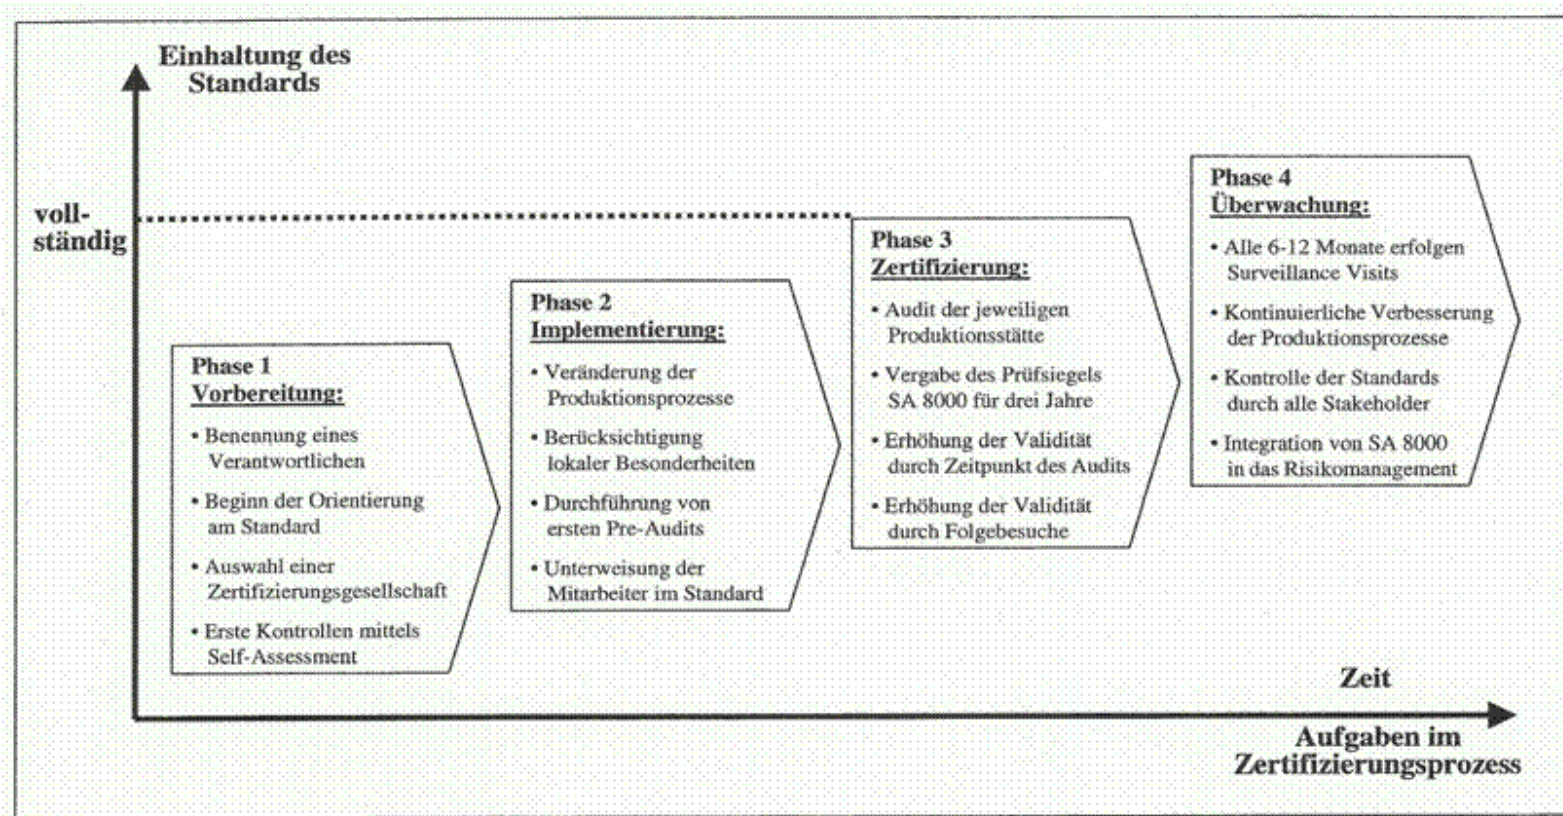 Einhaltung des
Standards
voll-
ständig
Phase 1
Vorbereitung:
• Benennung eines
Verantwortlichen
• Beginn der Orientierung
am Standard
• Auswahl einer
Zertifizierungsgesellschaft
• Erste Kontrollen mittels
Self-Assessment
Phase 2
Implementierung:
• Veränderung der
Produktionsprozesse
• Berücksichtigung
lokaler Besonderheiten
• Durchführung von
ersten Pre-Audits
• Unterweisung der
Mitarbeiter im Standard
Phase 3
Zertifizierung:
• Audit der jeweiligen
Produktionsstätte
• Vergabe des Prüfsiegels
SA 8000 für drei Jahre
• Erhöhung der Validität
durch Zeitpunkt des Audits
• Erhöhung der Validität
durch Folgebesuche
Phase 4
Überwachung:
• Alle 6-12 Monate erfolgen
Surveillance Visits
• Kontinuierliche Verbesserung
der Produktionsprozesse
• Kontrolle der Standards
durch alle Stakeholder
• Integration von SA 8000
in das Risikomanagement
Zeit
Aufgaben im
Zertifizierungsprozess